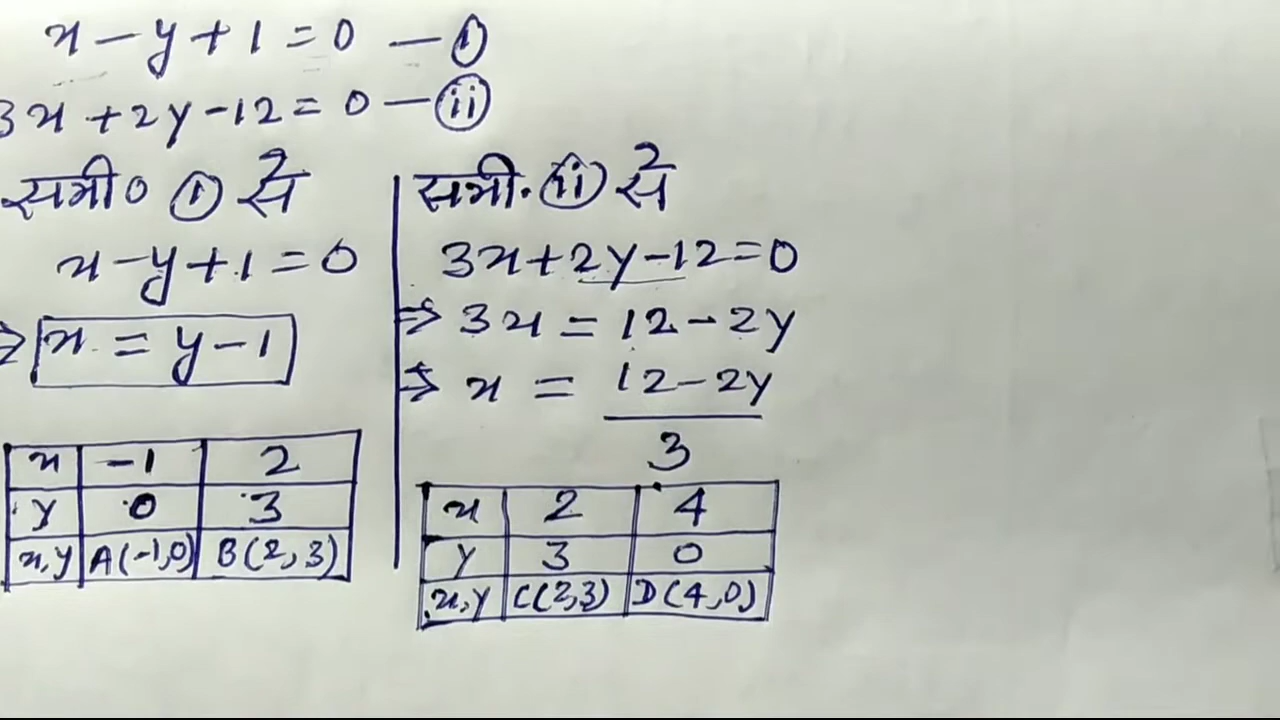 x - y + 1 = 0 — (i)
3x + 2y - 12 = 0 — (ii)
समी० (i) से
x - y + 1 = 0
⇒ x = y - 1
x | -1 | 2
y | 0 | 3
x,y | A(-1,0) | B(2,3)
समी. (ii) से
3x + 2y - 12 = 0
⇒ 3x = 12 - 2y
⇒ x = 12 - 2y
3
x | 2 | 4
y | 3 | 0
x,y | C(2,3) | D(4,0)